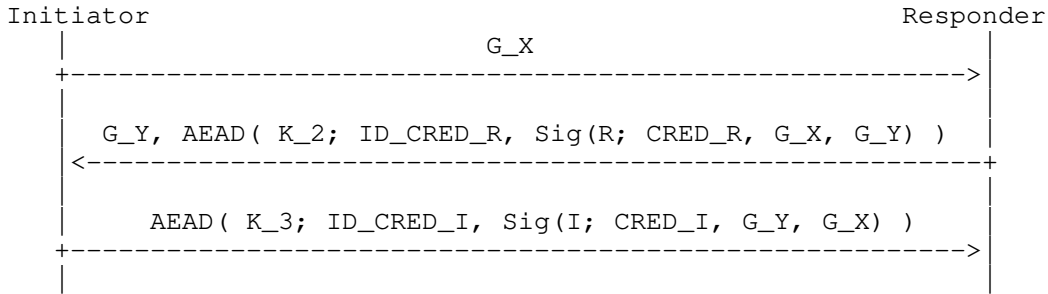 Initiator Responder
G_X
G_Y, AEAD( K_2; ID_CRED_R, Sig(R; CRED_R, G_X, G_Y) )
AEAD( K_3; ID_CRED_I, Sig(I; CRED_I, G_Y, G_X) )